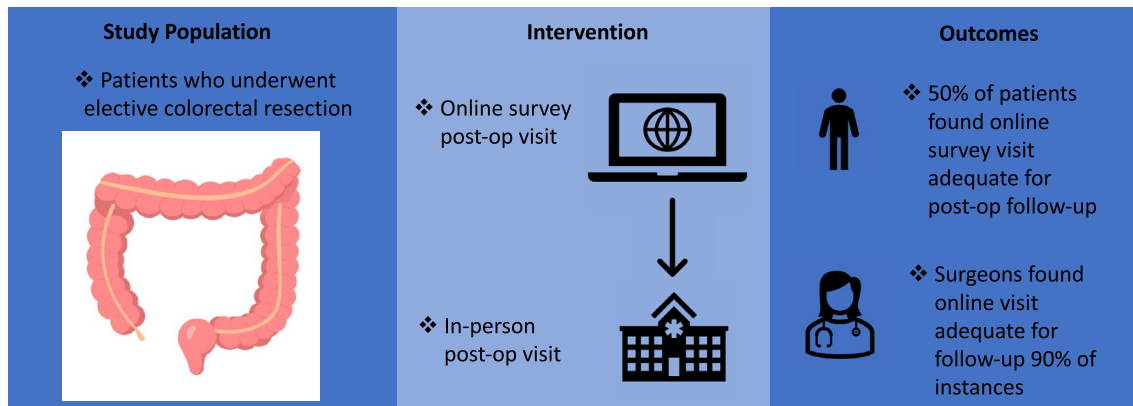 Study Population
❖ Patients who underwent
elective colorectal resection
Intervention
❖ Online survey
post-op visit
❖ In-person
post-op visit
Outcomes
❖ 50% of patients
found online
survey visit
adequate for
post-op follow-up
❖ Surgeons found
online visit
adequate for
follow-up 90% of
instances